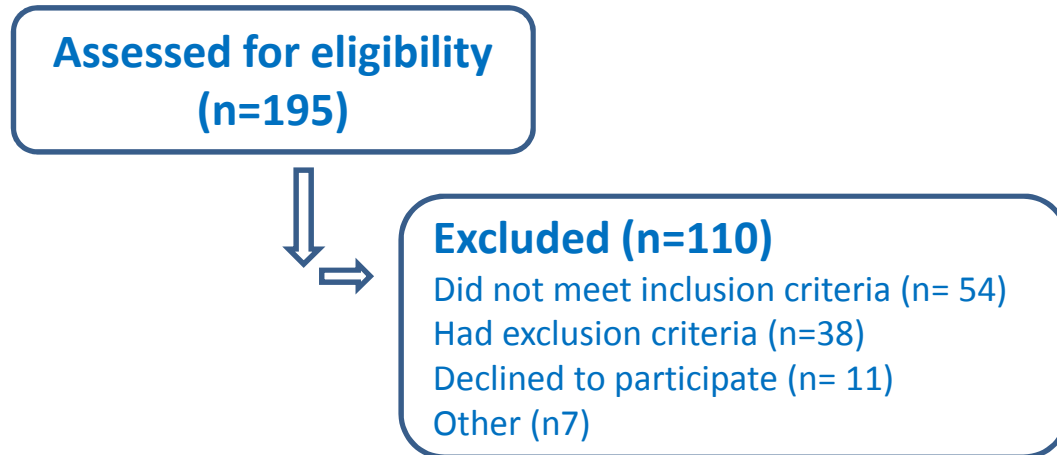 Assessed for eligibility
(n=195)
Excluded (n=110)
Did not meet inclusion criteria (n= 54)
Had exclusion criteria (n=38)
Declined to participate (n= 11)
Other (n7)